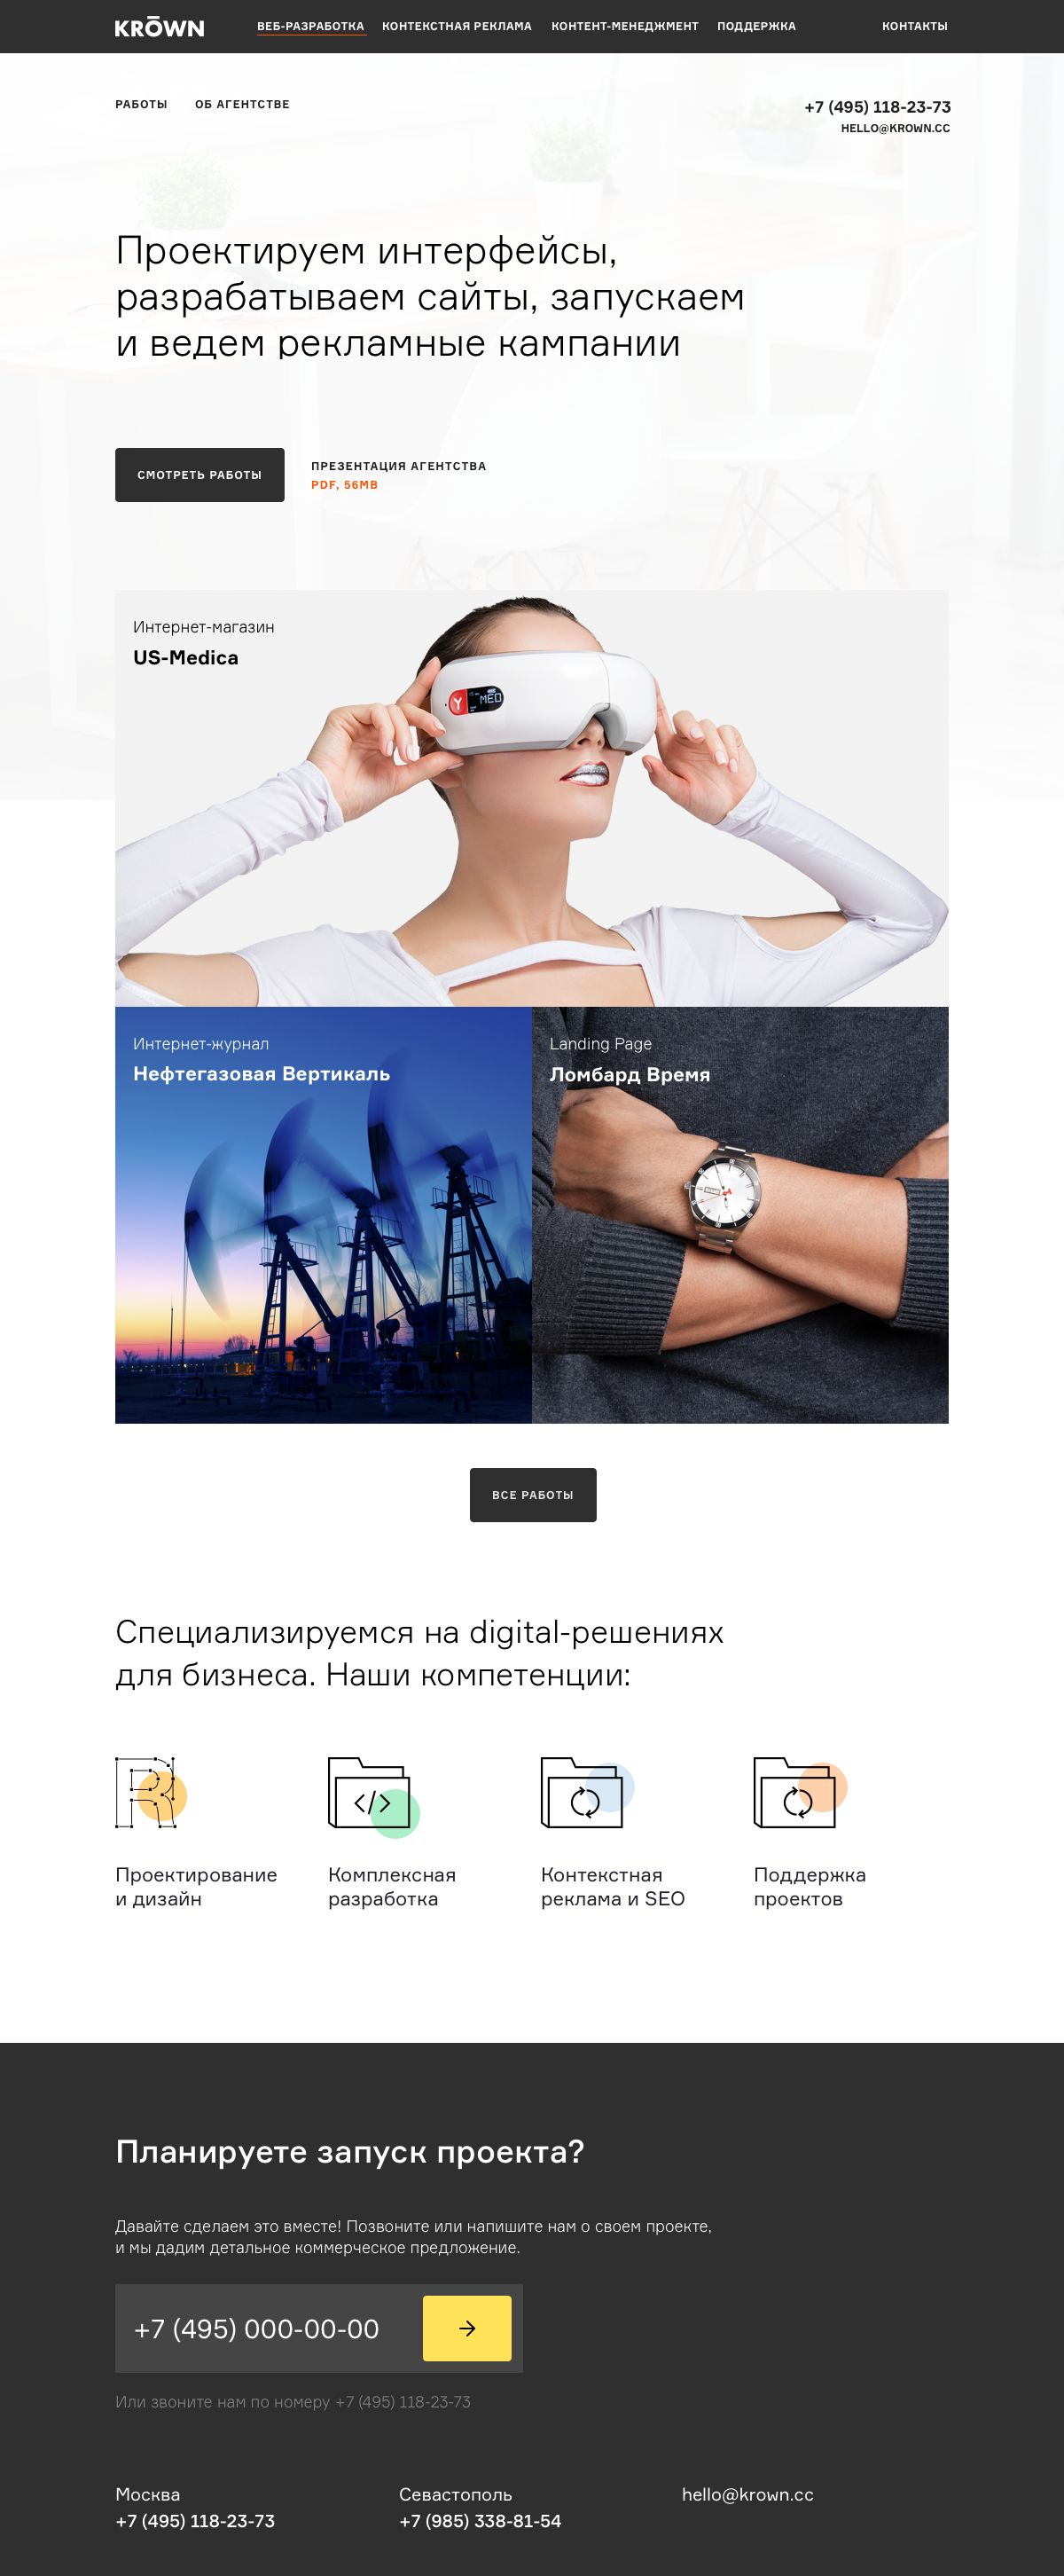 KRŌWN
ВЕБ-РАЗРАБОТКА КОНТЕКСТНАЯ РЕКЛАМА КОНТЕНТ-МЕНЕДЖМЕНТ ПОДДЕРЖКА КОНТАКТЫ
РАБОТЫ ОБ АГЕНТСТВЕ
+7 (495) 118-23-73
HELLO@KROWN.CC
Проектируем интерфейсы,
разрабатываем сайты, запускаем
и ведем рекламные кампании
СМОТРЕТЬ РАБОТЫ
ПРЕЗЕНТАЦИЯ АГЕНТСТВА
PDF, 56MB
Интернет-магазин
US-Medica
Интернет-журнал
Нефтегазовая Вертикаль
Landing Page
Ломбард Время
ВСЕ РАБОТЫ
Специализируемся на digital-решениях
для бизнеса. Наши компетенции:
Проектирование
и дизайн
Комплексная
разработка
Контекстная
реклама и SEO
Поддержка
проектов
Планируете запуск проекта?
Давайте сделаем это вместе! Позвоните или напишите нам о своем проекте,
и мы дадим детальное коммерческое предложение.
+7 (495) 000-00-00
Или звоните нам по номеру +7 (495) 118-23-73
Москва
+7 (495) 118-23-73
Севастополь
+7 (985) 338-81-54
hello@krown.cc